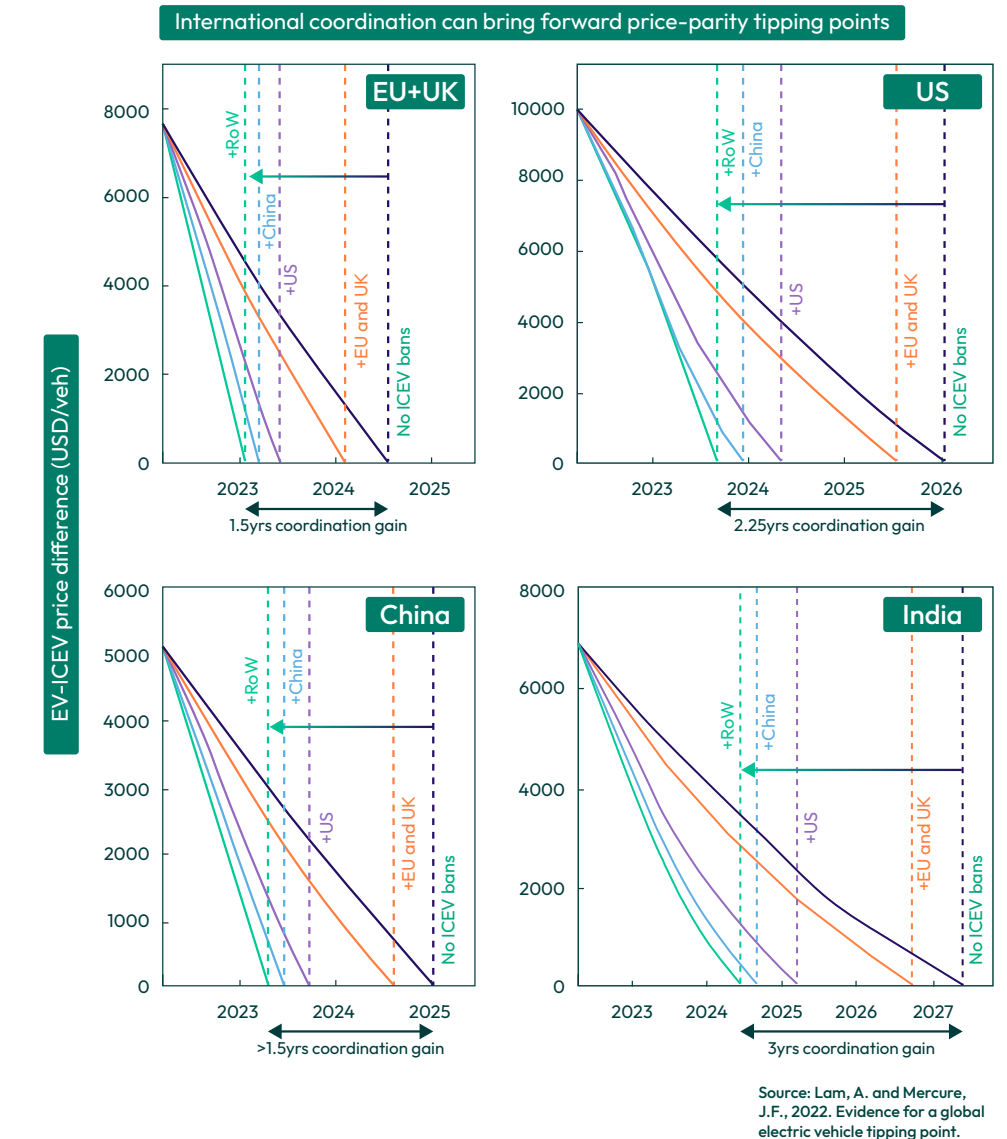 International coordination can bring forward price-parity tipping points
EV-ICEV price difference (USD/veh)
EU+UK
8000
6000
4000
2000
0
+RoW
+China
+US
+EU and UK
No ICEV bans
2023
2024
2025
1.5yrs coordination gain
US
10000
8000
6000
4000
2000
0
+RoW
+China
+US
+EU and UK
No ICEV bans
2023
2024
2025
2026
2.25yrs coordination gain
China
6000
5000
4000
3000
2000
1000
0
+RoW
+China
+US
+EU and UK
No ICEV bans
2023
2024
2025
>1.5yrs coordination gain
India
8000
6000
4000
2000
0
+RoW
+China
+US
+EU and UK
No ICEV bans
2023
2024
2025
2026
2027
3yrs coordination gain
Source: Lam, A. and Mercure,
J.F., 2022. Evidence for a global
electric vehicle tipping point.